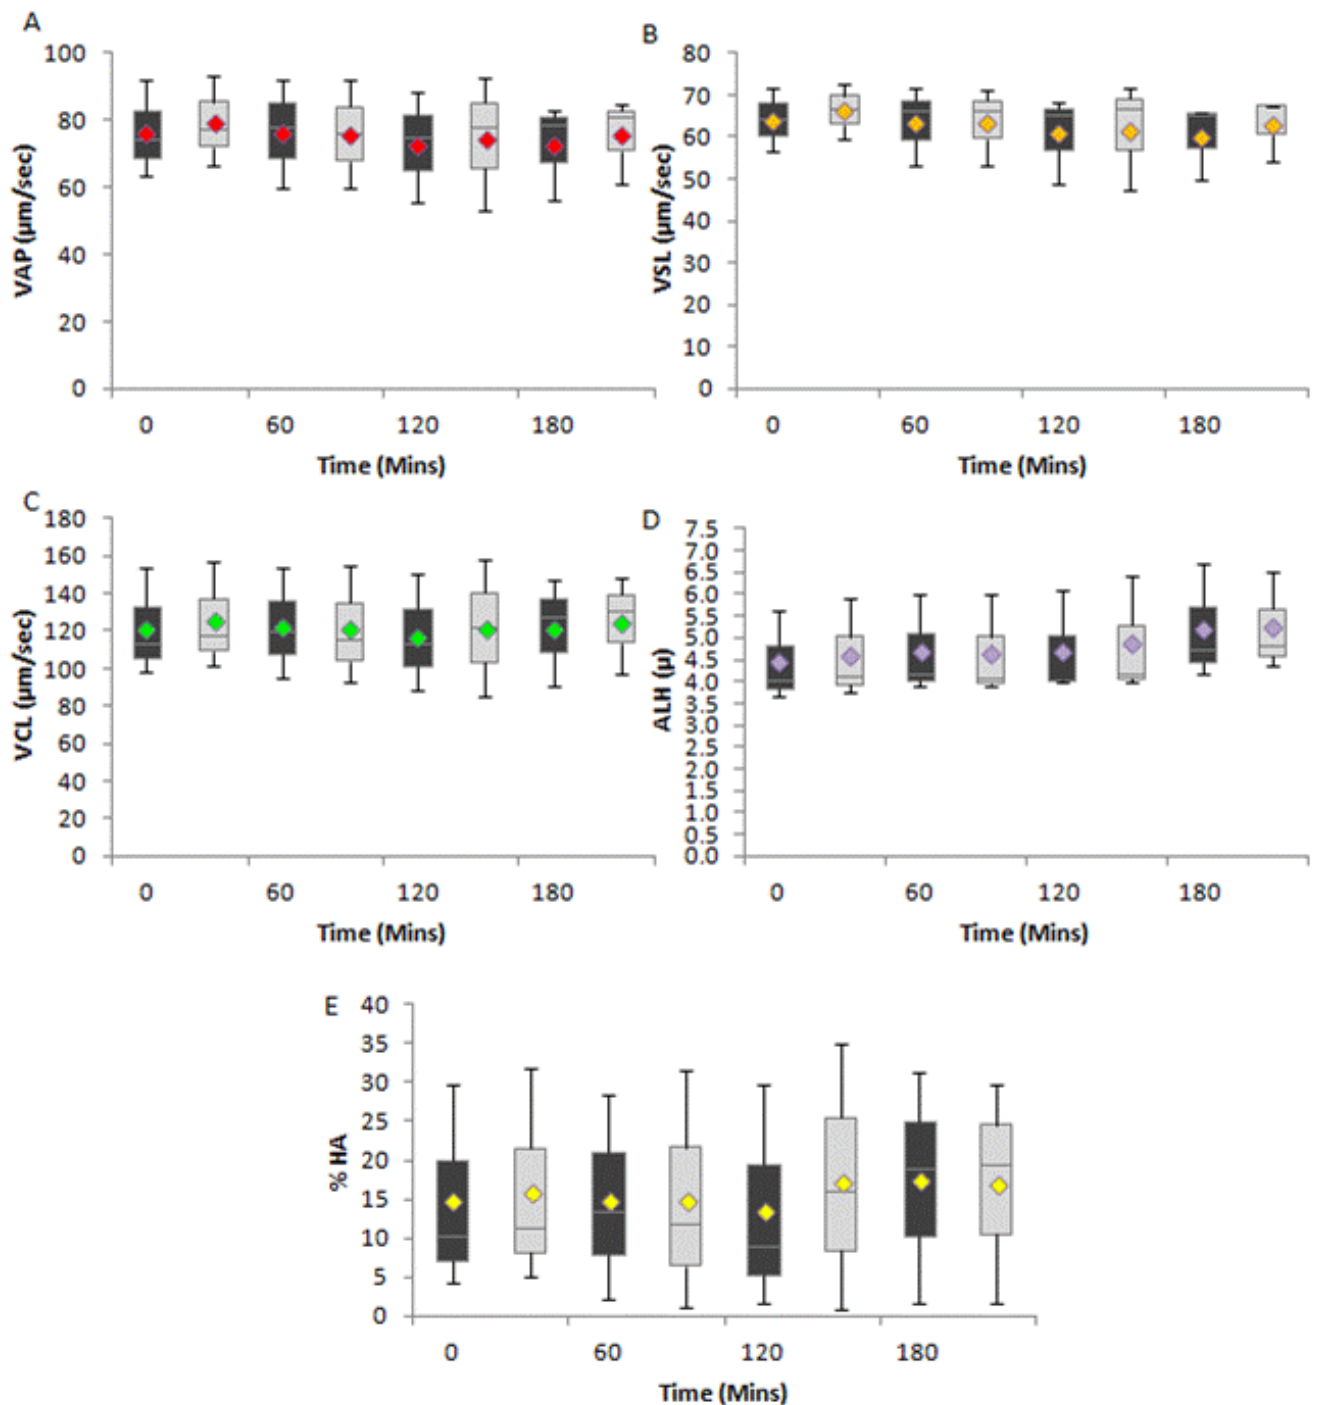 A
100
80
60
40
20
0
VAP (µm/sec)
0 60 120 180
Time (Mins)
B
80
70
60
50
40
30
20
10
0
VSL (µm/sec)
0 60 120 180
Time (Mins)
C
180
160
140
120
100
80
60
40
20
0
VCL (µm/sec)
0 60 120 180
Time (Mins)
D
7.5
7.0
6.5
6.0
5.5
5.0
4.5
4.0
3.5
3.0
2.5
2.0
1.5
1.0
0.5
0.0
ALH (µ)
0 60 120 180
Time (Mins)
E
40
35
30
25
20
15
10
5
0
% HA
0 60 120 180
Time (Mins)